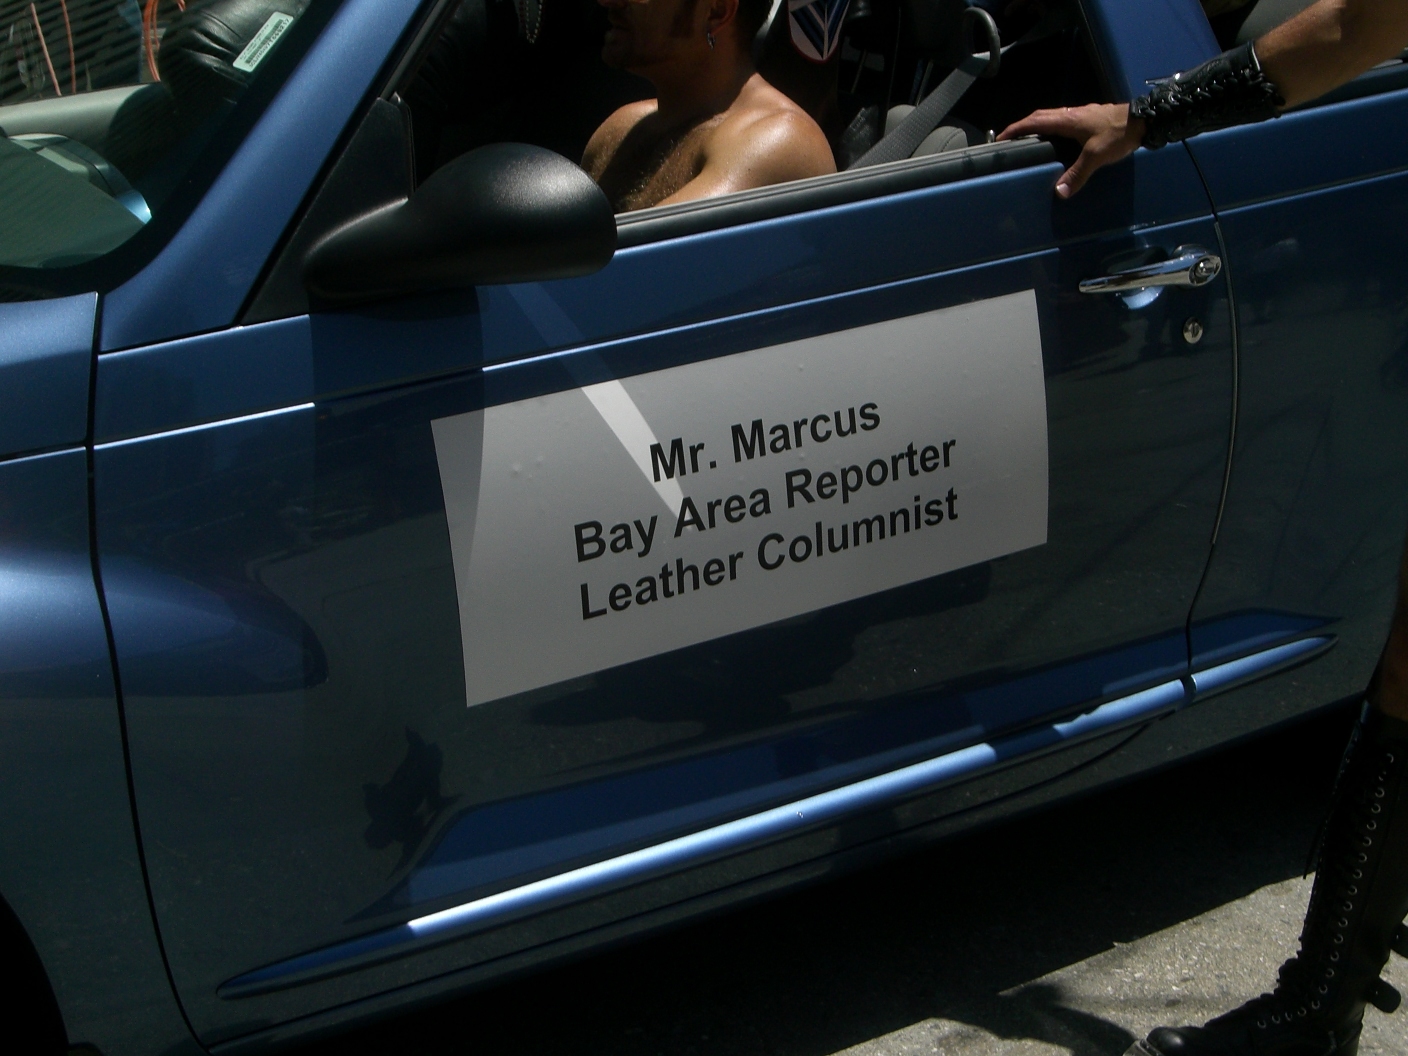 Mr. Marcus
Bay Area Reporter
Leather Columnist